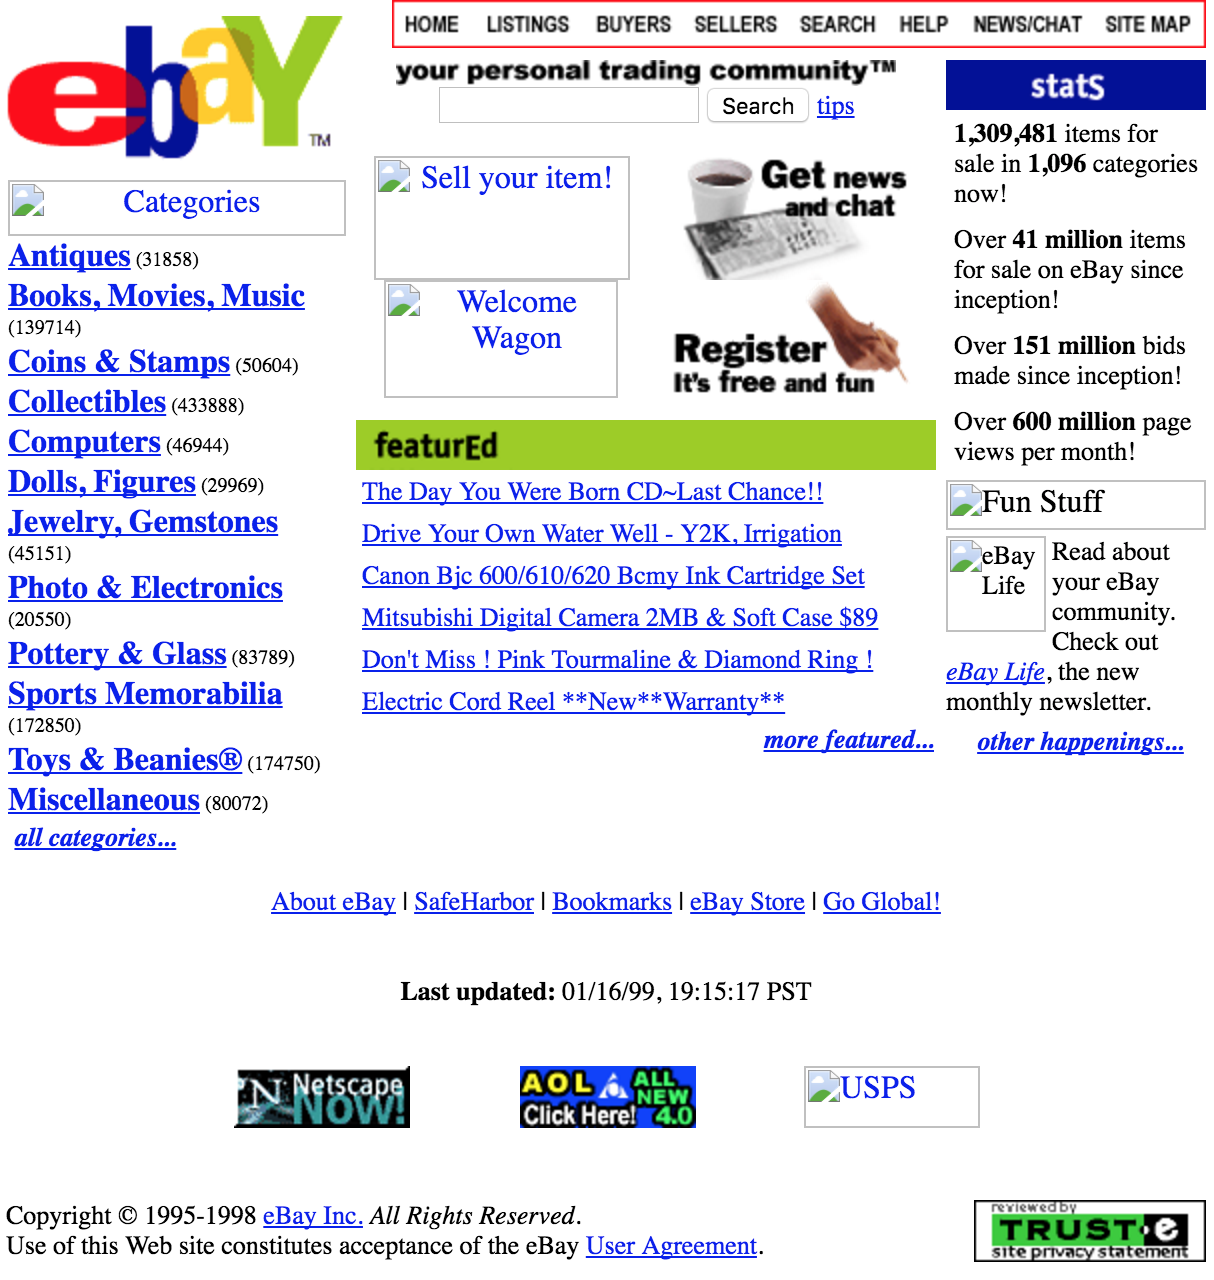 ebaY™
HOME LISTINGS BUYERS SELLERS SEARCH HELP NEWS/CHAT SITE MAP
your personal trading community™
Search tips
Categories
Antiques (31858)
Books, Movies, Music
(139714)
Coins & Stamps (50604)
Collectibles (433888)
Computers (46944)
Dolls, Figures (29969)
Jewelry, Gemstones
(45151)
Photo & Electronics
(20550)
Pottery & Glass (83789)
Sports Memorabilia
(172850)
Toys & Beanies® (174750)
Miscellaneous (80072)
all categories...
Sell your item!
Welcome
Wagon
Get news
and chat
Register
It's free and fun
featurEd
The Day You Were Born CD~Last Chance!!
Drive Your Own Water Well - Y2K, Irrigation
Canon Bjc 600/610/620 Bcmy Ink Cartridge Set
Mitsubishi Digital Camera 2MB & Soft Case $89
Don't Miss ! Pink Tourmaline & Diamond Ring !
Electric Cord Reel **New**Warranty**
more featured...
statS
1,309,481 items for
sale in 1,096 categories
now!
Over 41 million items
for sale on eBay since
inception!
Over 151 million bids
made since inception!
Over 600 million page
views per month!
Fun Stuff
eBay
Life
Read about
your eBay
community.
Check out
eBay Life, the new
monthly newsletter.
other happenings...
About eBay | SafeHarbor | Bookmarks | eBay Store | Go Global!
Last updated: 01/16/99, 19:15:17 PST
N Netscape
NOW!
AOL ALL
NEW
Click Here! 4.0
USPS
Copyright © 1995-1998 eBay Inc. All Rights Reserved.
Use of this Web site constitutes acceptance of the eBay User Agreement.
reviewed by
TRUST·e
site privacy statement